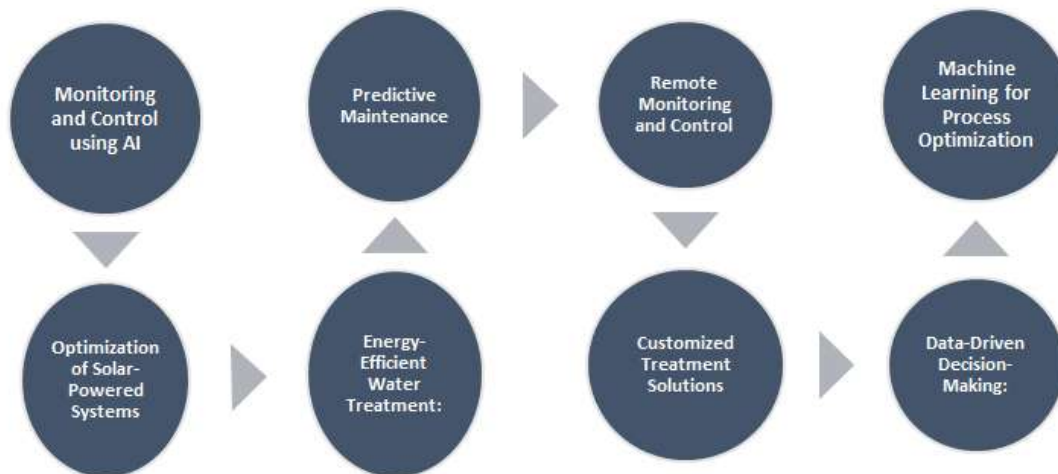 Monitoring
and Control
using AI
Optimization
of Solar-
Powered
Systems
Energy-
Efficient
Water
Treatment:
Predictive
Maintenance
Remote
Monitoring
and Control
Customized
Treatment
Solutions
Data-Driven
Decision-
Making:
Machine
Learning for
Process
Optimization